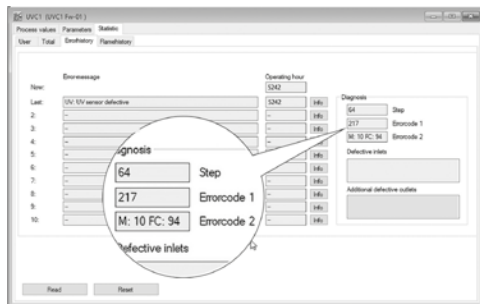 UVC1 (UVC1 Fw-01)
Process values Parameters Statistic
User Total Errorhistory Flamehistory
Errormessage Operating hour
Now: 5242
Last: UV: UV sensor defective 5242 Info
2: -- -- Info
3: -- -- Info
4: -- -- Info
5: -- -- Info
6: -- -- Info
7: -- -- Info
8: -- -- Info
9: -- -- Info
10: -- -- Info
Diagnosis
64 Step
217 Errorcode 1
M: 10 FC: 94 Errorcode 2
Defective inlets
Additional defective outlets
agnosis
64 Step
217 Errorcode 1
M: 10 FC: 94 Errorcode 2
Defective inlets
Read Reset